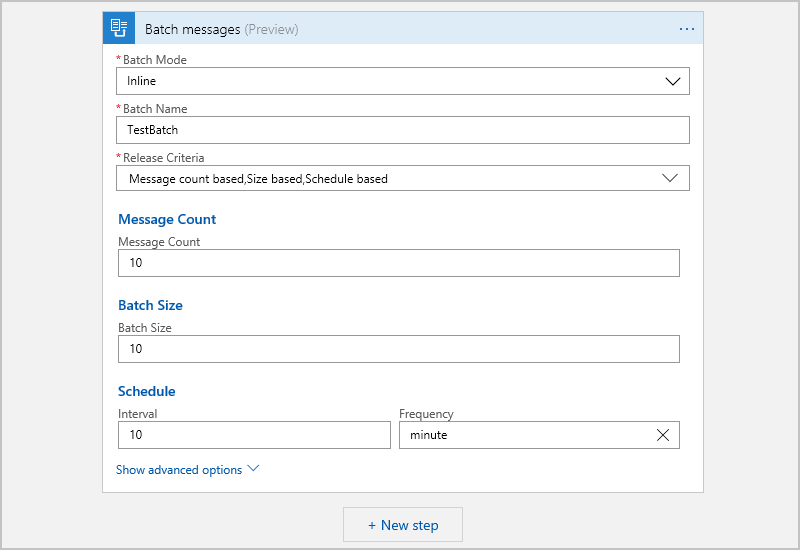 Batch messages (Preview)
* Batch Mode
Inline
* Batch Name
TestBatch
* Release Criteria
Message count based,Size based,Schedule based
Message Count
Message Count
10
Batch Size
Batch Size
10
Schedule
Interval Frequency
10 minute
Show advanced options
+ New step